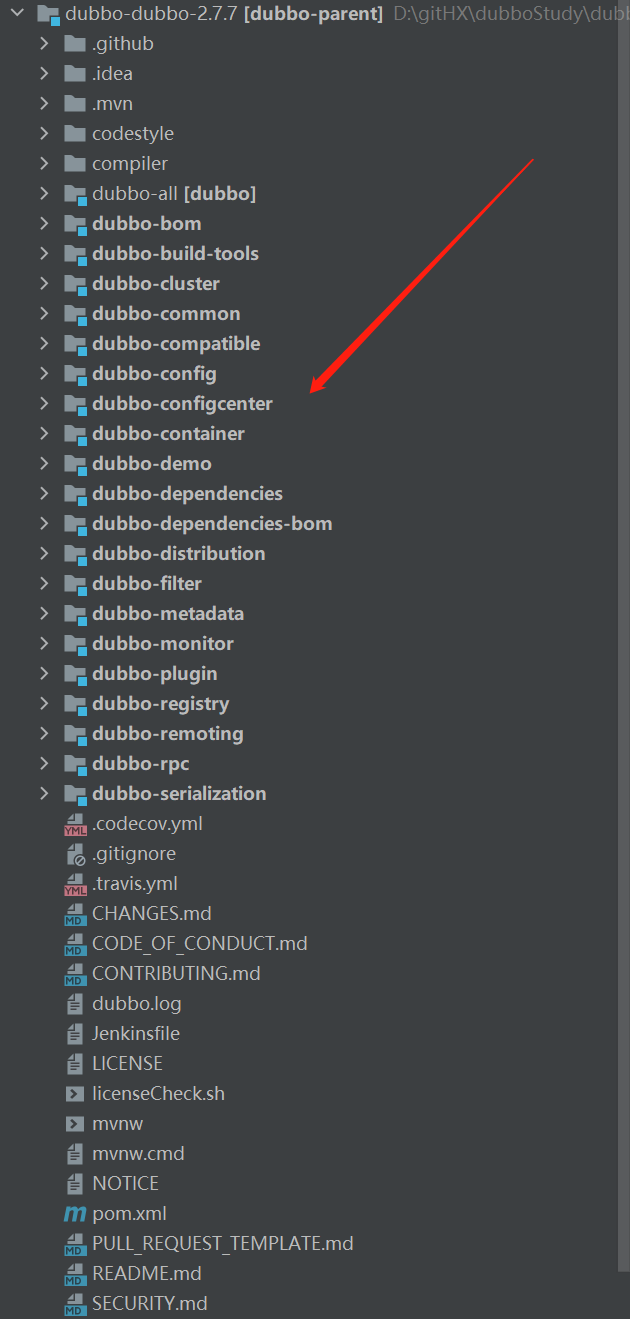 dubbo-dubbo-2.7.7 [dubbo-parent] D:\gitHX\dubboStudy\dubb
.github
.idea
.mvn
codestyle
compiler
dubbo-all [dubbo]
dubbo-bom
dubbo-build-tools
dubbo-cluster
dubbo-common
dubbo-compatible
dubbo-config
dubbo-configcenter
dubbo-container
dubbo-demo
dubbo-dependencies
dubbo-dependencies-bom
dubbo-distribution
dubbo-filter
dubbo-metadata
dubbo-monitor
dubbo-plugin
dubbo-registry
dubbo-remoting
dubbo-rpc
dubbo-serialization
YML .codecov.yml
.gitignore
YML .travis.yml
MD CHANGES.md
MD CODE_OF_CONDUCT.md
MD CONTRIBUTING.md
dubbo.log
Jenkinsfile
LICENSE
licenseCheck.sh
mvnw
mvnw.cmd
NOTICE
m pom.xml
MD PULL_REQUEST_TEMPLATE.md
MD README.md
MD SECURITY.md